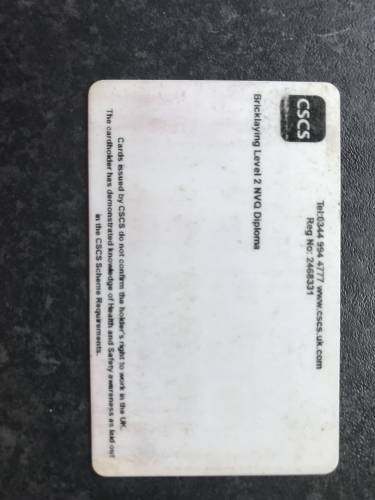 CSCS
Tel:0344 994 4777 www.cscs.uk.com
Reg No: 2468331
Bricklaying Level 2 NVQ Diploma
Cards issued by CSCS do not confirm the holder's right to work in the UK.
The cardholder has demonstrated knowledge of Health and Safety awareness as laid out
in the CSCS Scheme Requirements.